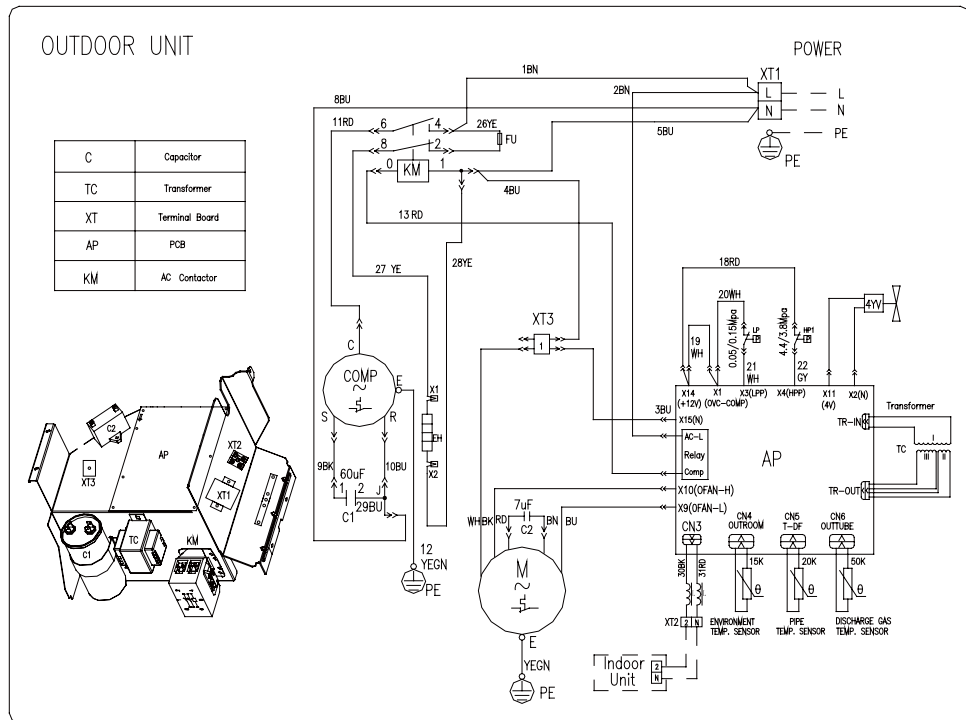 OUTDOOR UNIT
POWER
XT1
L
L
N
N
PE
PE
1BN
2BN
8BU
11RD
6
4
26YE
FU
8
2
5BU
0
KM
1
4BU
13 RD
27 YE
28YE
C
Capacitor
TC
Transformer
XT
Terminal Board
AP
PCB
KM
AC Contactor
18RD
20WH
19
WH
0.05/0.15Mpa
LP
P
4.4/3.8Mpa
HP1
P
21
WH
22
GY
4YV
XT3
1
C
COMP
~
E
S
R
X1
EH
X2
9BK
60uF
1
2
J
10BU
C1
29BU
12
YEGN
PE
X14
(+12V)
X1
(OVC-COMP)
X3(LPP)
X4(HPP)
X11
(4V)
X2(N)
3BU
X15(N)
AC-L
Relay
Comp
AP
X10(OFAN-H)
X9(OFAN-L)
TR-IN
TR-OUT
Transformer
TC
I
III
II
WH
BK
RD
7uF
C2
BN
BU
M
~
E
YEGN
PE
CN3
CN4
OUTROOM
CN5
T-DF
CN6
OUTTUBE
30BK
31RD
15K
θ
20K
θ
50K
θ
XT2
2
N
ENVIRONMENT
TEMP. SENSOR
PIPE
TEMP. SENSOR
DISCHARGE GAS
TEMP. SENSOR
Indoor
Unit
2
N
C2
AP
XT2
XT3
XT1
C1
TC
KM